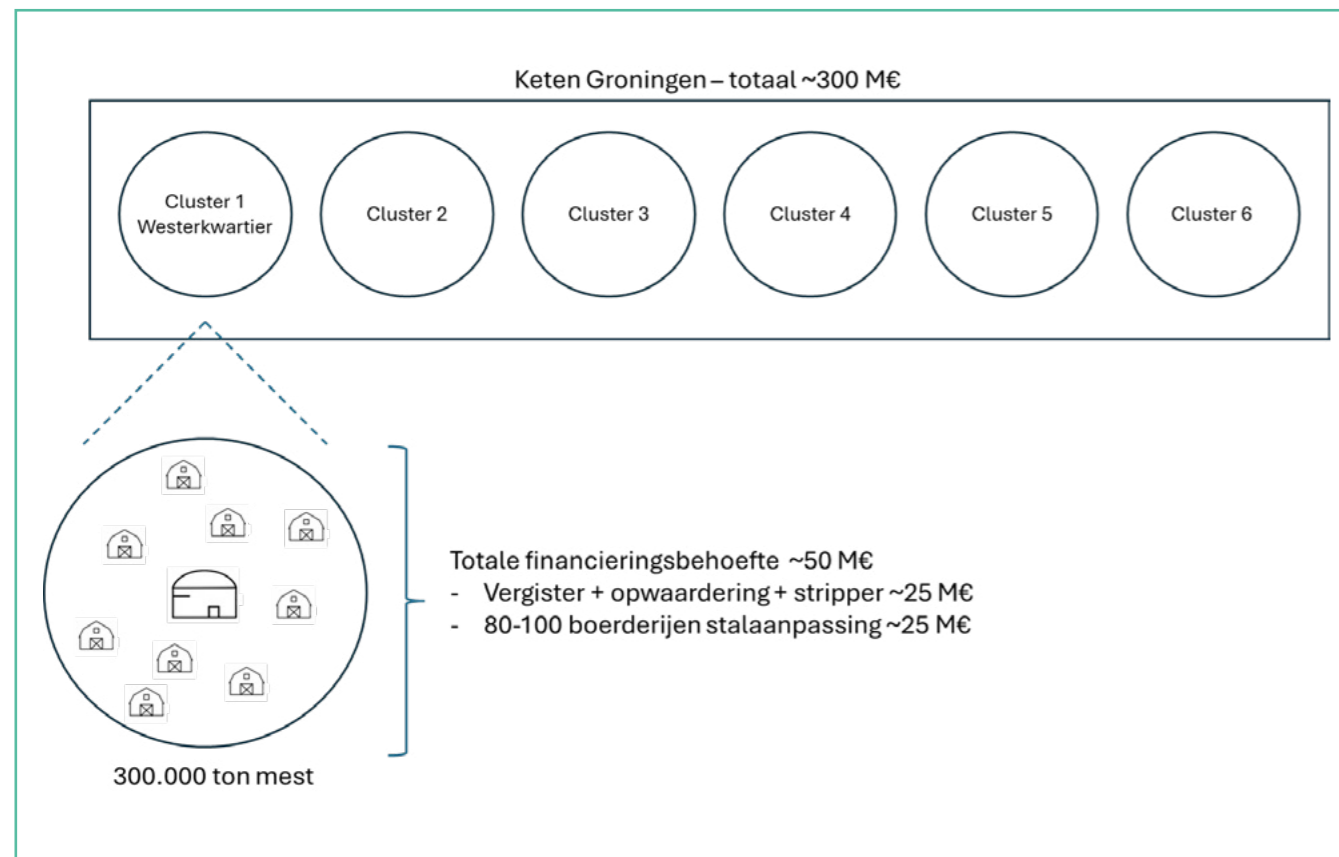 Keten Groningen – totaal ~300 M€
Cluster 1
Westerkwartier
Cluster 2
Cluster 3
Cluster 4
Cluster 5
Cluster 6
Totale financieringsbehoefte ~50 M€
- Vergister + opwaardering + stripper ~25 M€
- 80-100 boerderijen stalaanpassing ~25 M€
300.000 ton mest